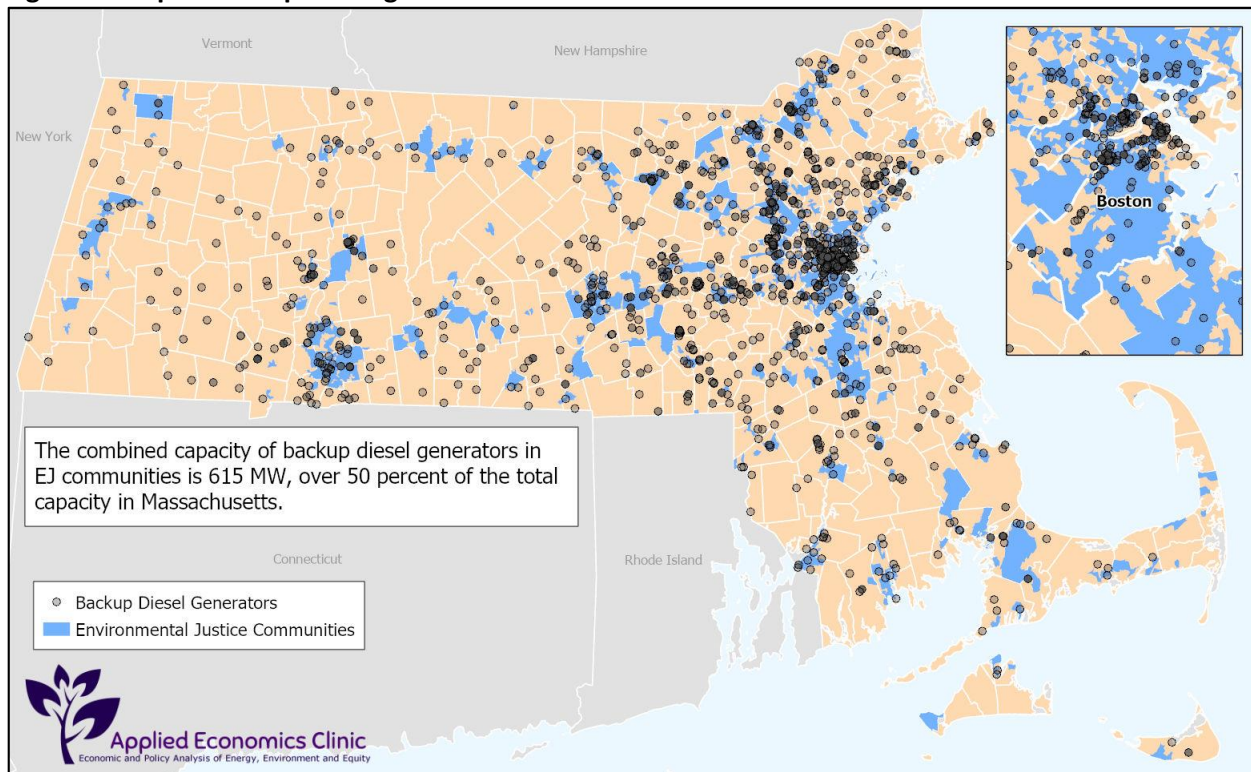 Vermont
New Hampshire
New York
Boston
The combined capacity of backup diesel generators in
EJ communities is 615 MW, over 50 percent of the total
capacity in Massachusetts.
Connecticut
Rhode Island
Backup Diesel Generators
Environmental Justice Communities
Applied Economics Clinic
Economic and Policy Analysis of Energy, Environment and Equity